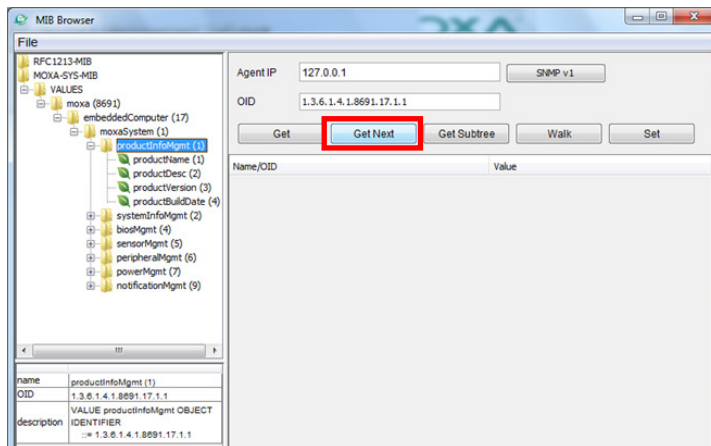 MIB Browser
File
RFC1213-MIB
MOXA-SYS-MIB
VALUES
moxa (8691)
embeddedComputer (17)
moxaSystem (1)
productInfoMgmt (1)
productName (1)
productDesc (2)
productVersion (3)
productBuildDate (4)
systemInfoMgmt (2)
biosMgmt (4)
sensorMgmt (5)
peripheralMgmt (6)
powerMgmt (7)
notificationMgmt (9)
name productInfoMgmt (1)
OID 1.3.6.1.4.1.8691.17.1.1
description VALUE productInfoMgmt OBJECT
IDENTIFIER
::= 1.3.6.1.4.1.8691.17.1.1
Agent IP 127.0.0.1 SNMP v1
OID 1.3.6.1.4.1.8691.17.1.1
Get Get Next Get Subtree Walk Set
Name/OID Value